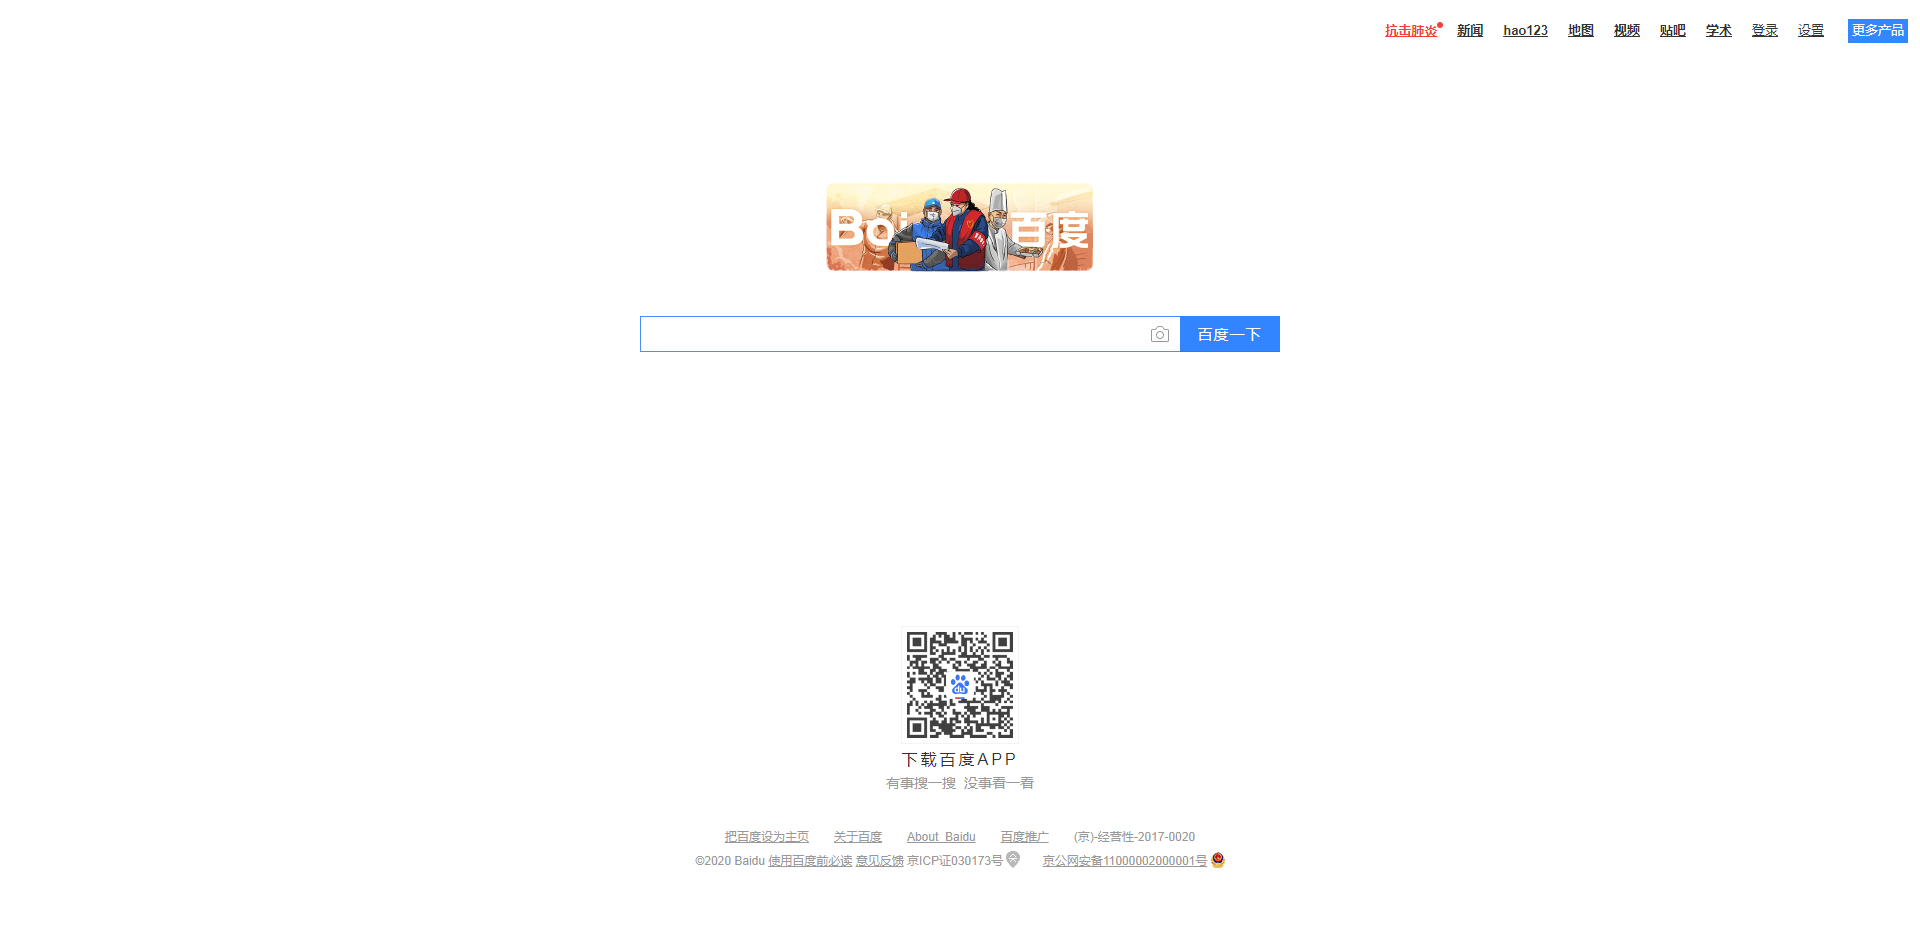 抗击肺炎 新闻 hao123 地图 视频 贴吧 学术 登录 设置 更多产品
Bai 百度
百度一下
du
下载百度APP
有事搜一搜 没事看一看
把百度设为主页 关于百度 About Baidu 百度推广 (京)-经营性-2017-0020
©2020 Baidu 使用百度前必读 意见反馈 京ICP证030173号 京公网安备11000002000001号